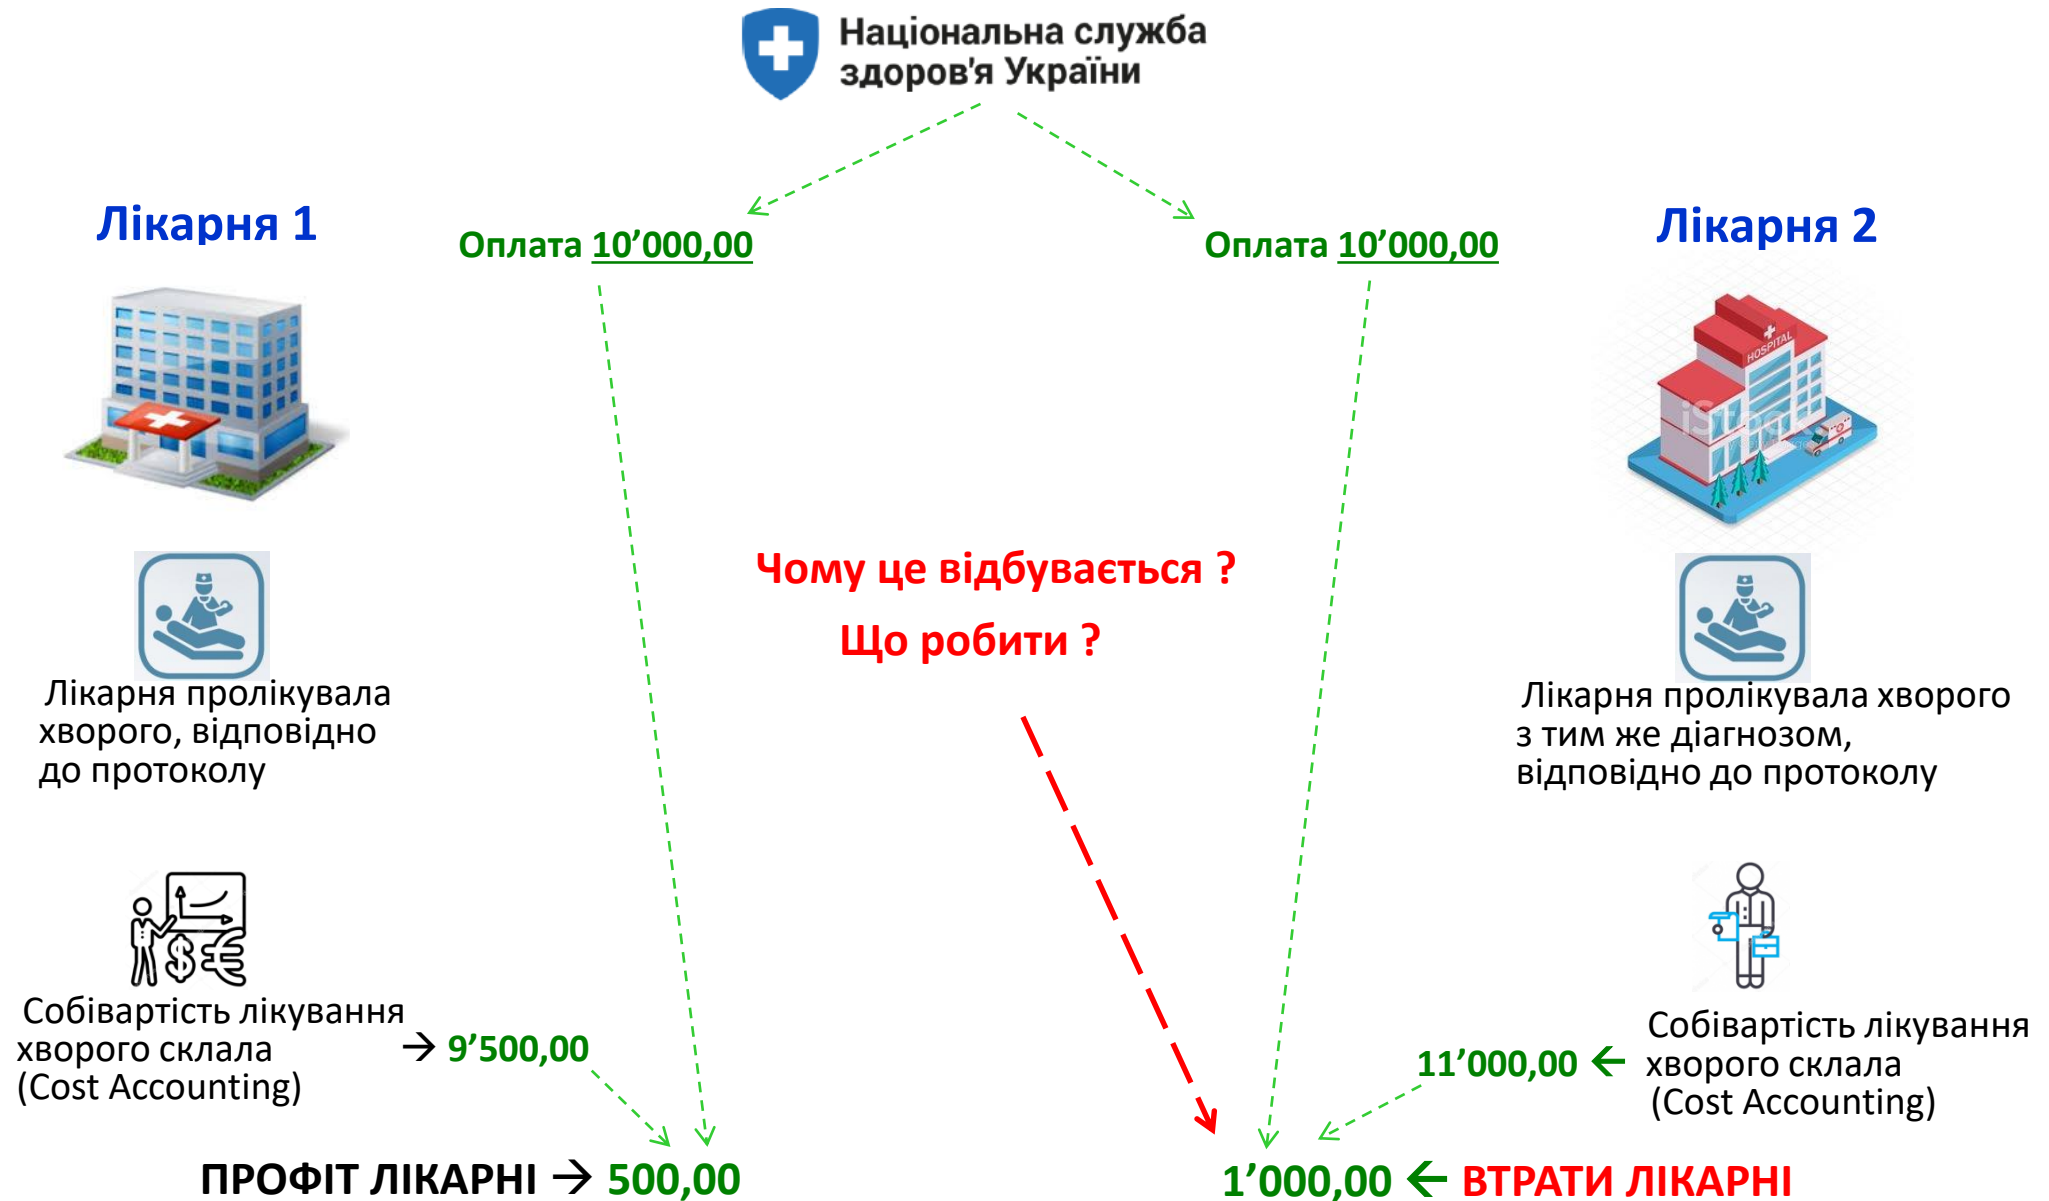 Національна служба
здоров'я України
Лікарня 1
Оплата 10’000,00
Оплата 10’000,00
Лікарня 2
HOSPITAL
iStock
Чому це відбувається ?
Що робити ?
Лікарня пролікувала
хворого, відповідно
до протоколу
Лікарня пролікувала хворого
з тим же діагнозом,
відповідно до протоколу
Собівартість лікування
хворого склала
(Cost Accounting)
→ 9’500,00
11’000,00 ←
Собівартість лікування
хворого склала
(Cost Accounting)
ПРОФІТ ЛІКАРНІ → 500,00
1’000,00 ← ВТРАТИ ЛІКАРНІ